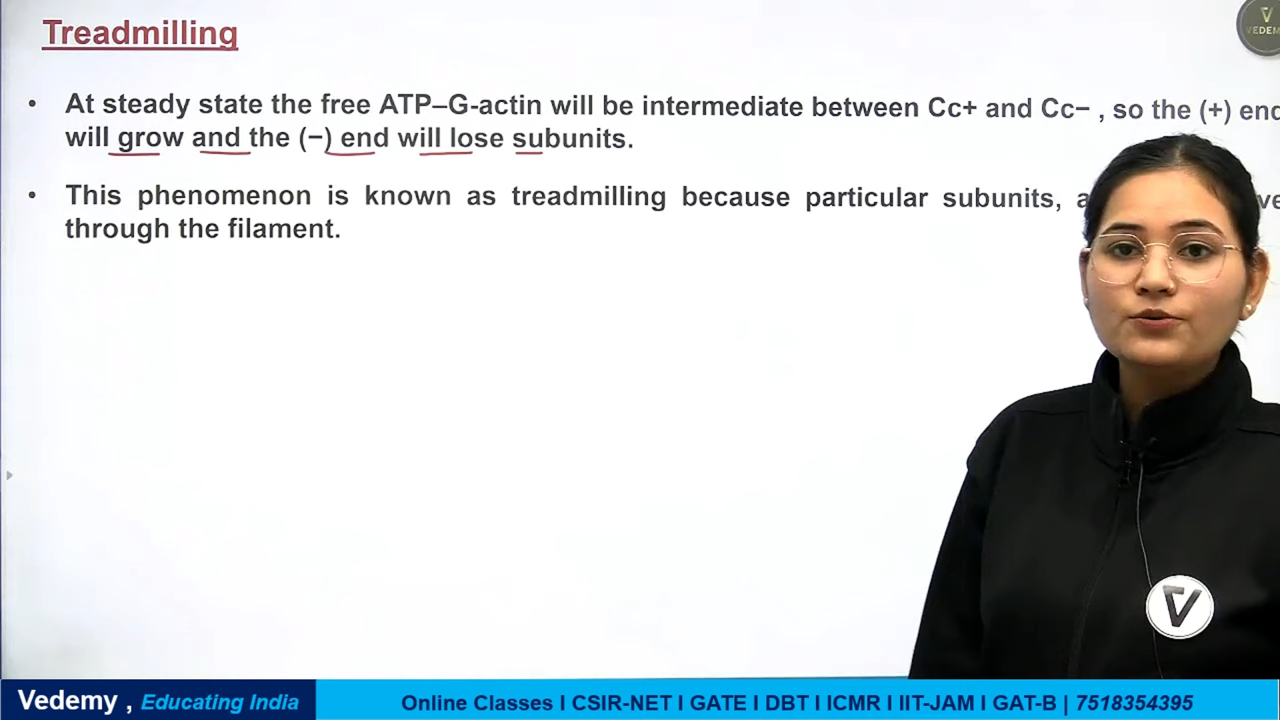 Treadmilling
VEDEM
• At steady state the free ATP–G-actin will be intermediate between Cc+ and Cc− , so the (+) end
will grow and the (−) end will lose subunits.
• This phenomenon is known as treadmilling because particular subunits,
through the filament.
Vedemy , Educating India
Online Classes I CSIR-NET I GATE I DBT I ICMR I IIT-JAM I GAT-B | 7518354395